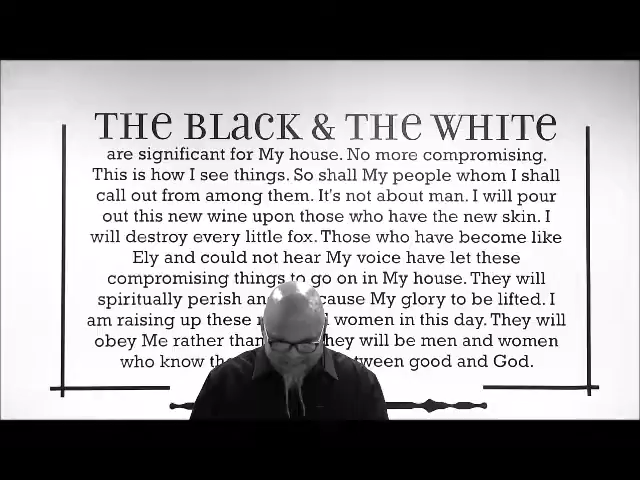 THE BLACK & THE WHITE
are significant for My house. No more compromising.
This is how I see things. So shall My people whom I shall
call out from among them. It's not about man. I will pour
out this new wine upon those who have the new skin. I
will destroy every little fox. Those who have become like
Ely and could not hear My voice have let these
compromising things to go on in My house. They will
spiritually perish an cause My glory to be lifted. I
am raising up these women in this day. They will
obey Me rather than hey will be men and women
who know th tween good and God.